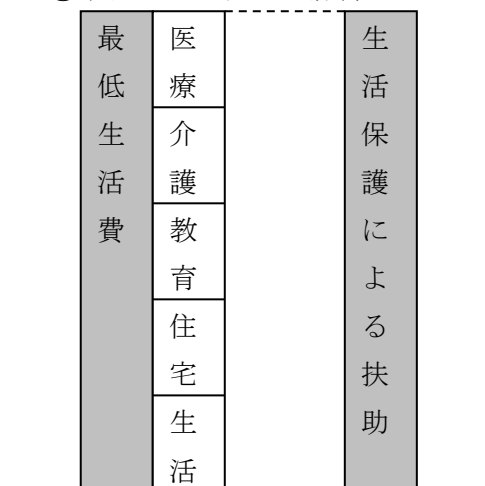 最低生活費
医療
介護
教育
住宅
生活
生活保護による扶助